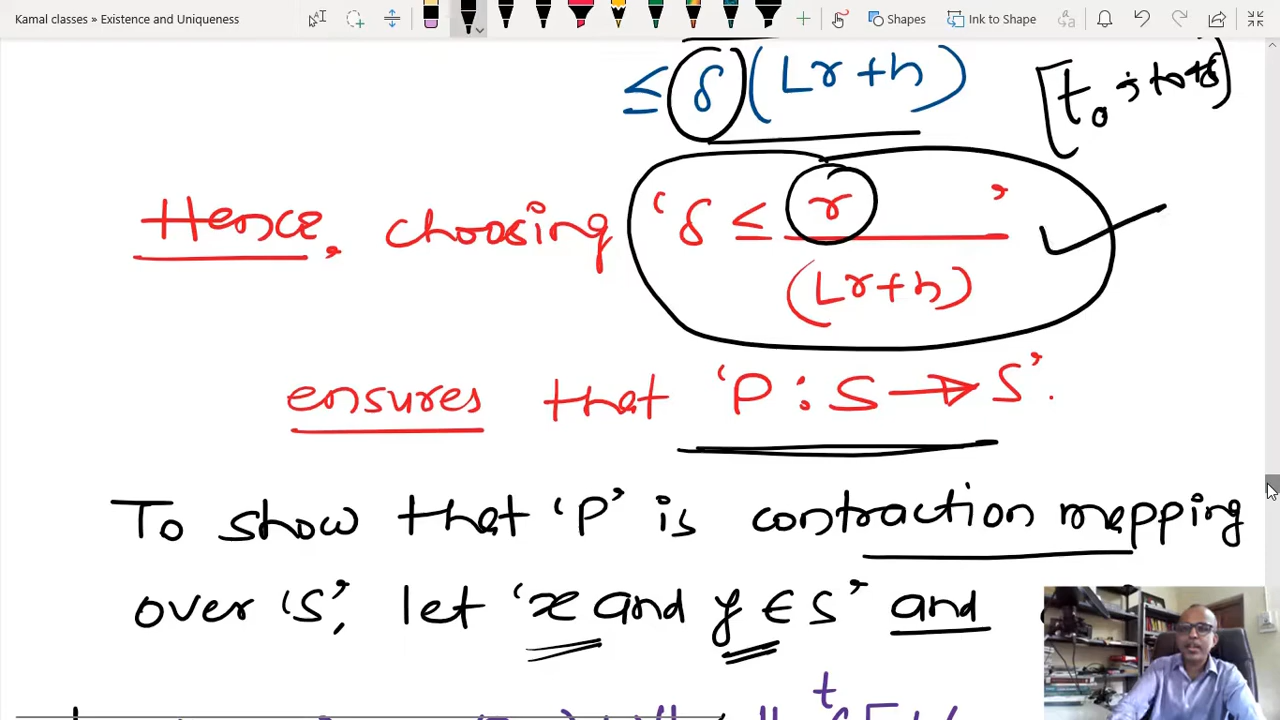 Kamal classes » Existence and Uniqueness
Shapes
Ink to Shape
≤ δ (Lr+h)
[t₀, t₀+δ]
Hence, choosing 'δ ≤ r / (Lr+h)'
ensures that 'P : S → S'.
To show that 'P' is contraction mapping
over 'S', let 'x and y ∈ S' and
t